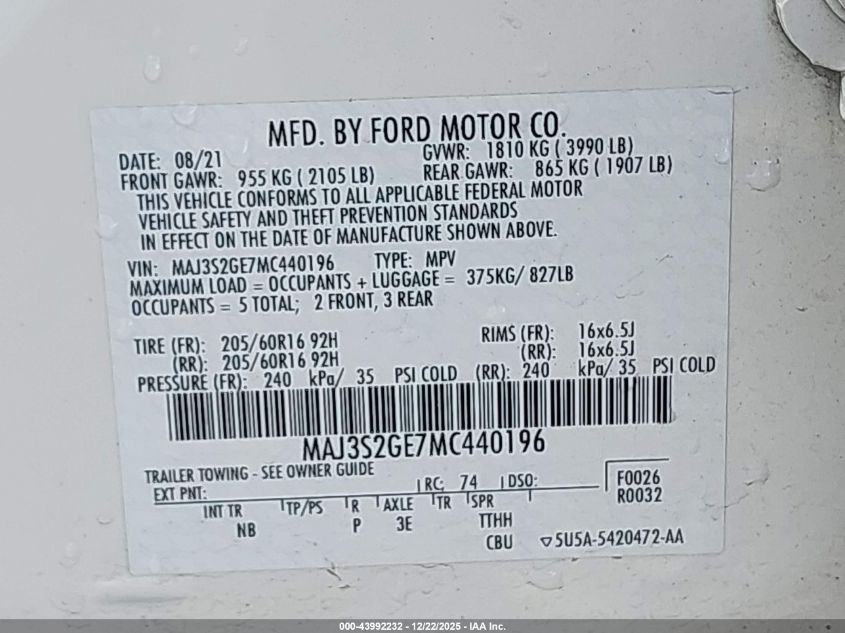 MFD. BY FORD MOTOR CO.
DATE: 08/21 GVWR: 1810 KG ( 3990 LB)
FRONT GAWR: 955 KG ( 2105 LB) REAR GAWR: 865 KG ( 1907 LB)
THIS VEHICLE CONFORMS TO ALL APPLICABLE FEDERAL MOTOR
VEHICLE SAFETY AND THEFT PREVENTION STANDARDS
IN EFFECT ON THE DATE OF MANUFACTURE SHOWN ABOVE.
VIN: MAJ3S2GE7MC440196 TYPE: MPV
MAXIMUM LOAD = OCCUPANTS + LUGGAGE = 375KG/ 827LB
OCCUPANTS = 5 TOTAL; 2 FRONT, 3 REAR
TIRE (FR): 205/60R16 92H RIMS (FR): 16x6.5J
(RR): 205/60R16 92H (RR): 16x6.5J
PRESSURE (FR): 240 kPa/ 35 PSI COLD (RR): 240 kPa/ 35 PSI COLD
MAJ3S2GE7MC440196
TRAILER TOWING - SEE OWNER GUIDE
EXT PNT: RC: 74 DSO: F0026
R0032
INT TR TP/PS R AXLE TR SPR
NB P 3E TTHH
CBU 5U5A-5420472-AA
000-43992232 - 12/22/2025 - IAA Inc.